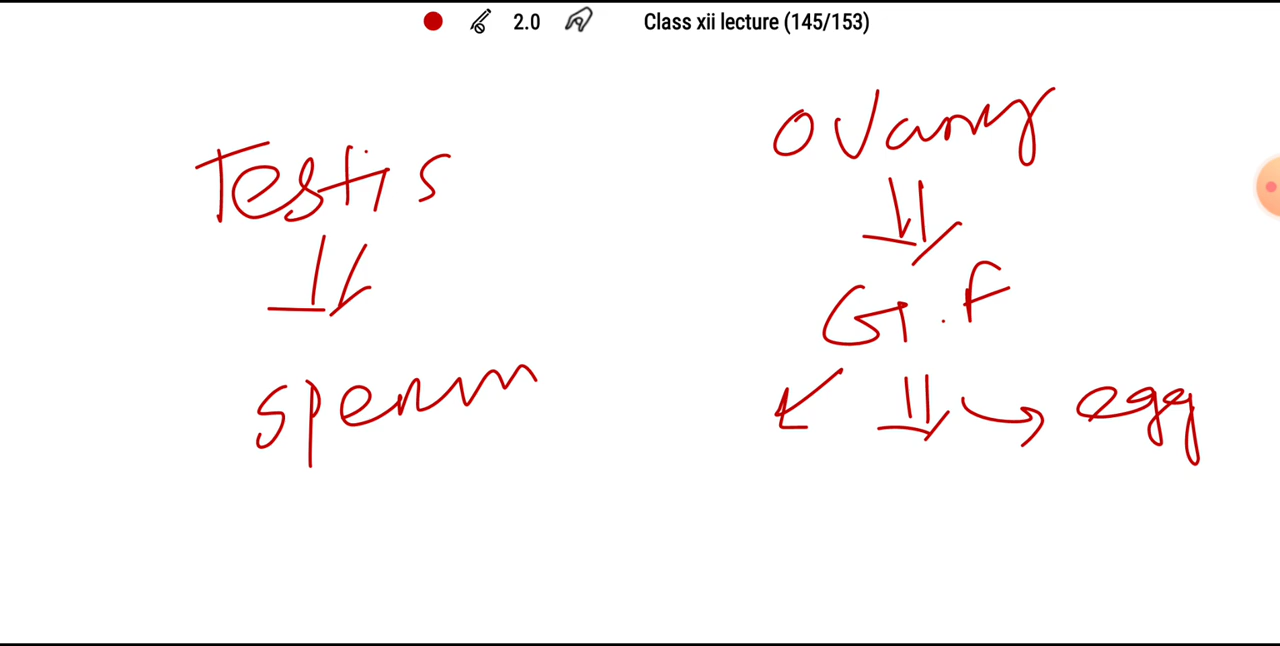 2.0 Class xii lecture (145/153)
Testis
sperm
Ovary
G.F
egg